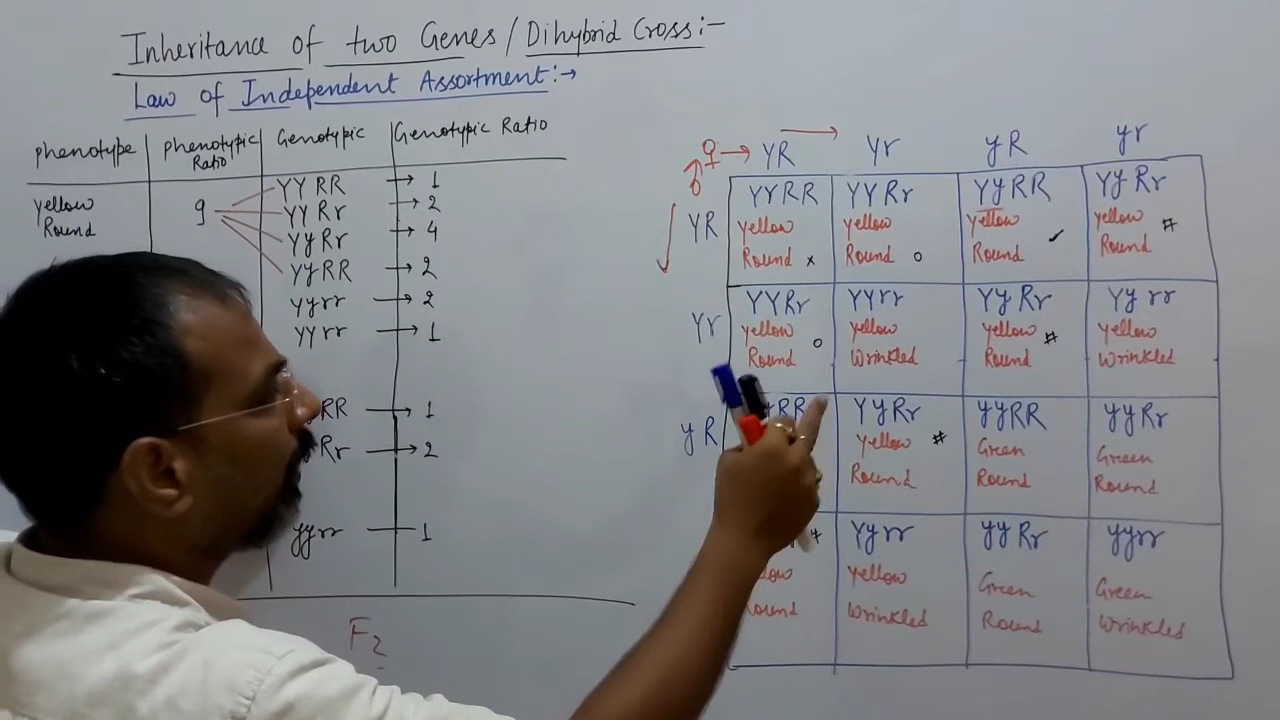 Inheritance of two Genes / Dihybrid Cross:-
Law of Independent Assortment:→
phenotype phenotypic Ratio Genotypic Genotypic Ratio
yellow Round 9 YYRR → 1
YYRr → 2
YyRr → 4
YyRR → 2
Yyrr → 2
YYrr → 1
RR → 1
Rr → 2
yyrr 1
F2
♀ → YR Yr yR yr
♂
YR YYRR YYRr YyRR YyRr
yellow yellow yellow yellow
Round x Round o Round ✓ Round #
Yr YYRr YYrr YyRr Yyrr
yellow yellow yellow yellow
Round o Wrinkled Round # Wrinkled
yR yRR YyRr yyRR yyRr
yellow # Green Green
Round Round Round
Yyrr yyRr yyrr
yellow Green Green
Wrinkled Round Wrinkled